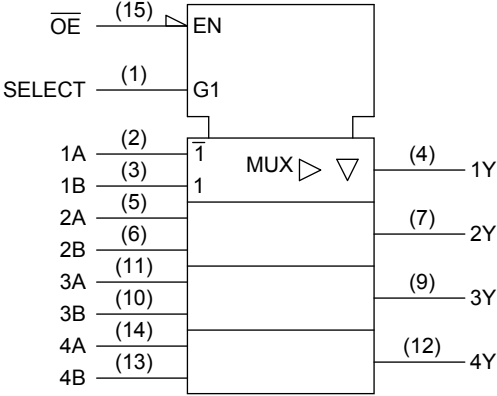 OE (15) EN
SELECT (1) G1
1A (2) 1 MUX (4) 1Y
1B (3) 1
2A (5) (7) 2Y
2B (6)
3A (11) (9) 3Y
3B (10)
4A (14) (12) 4Y
4B (13)